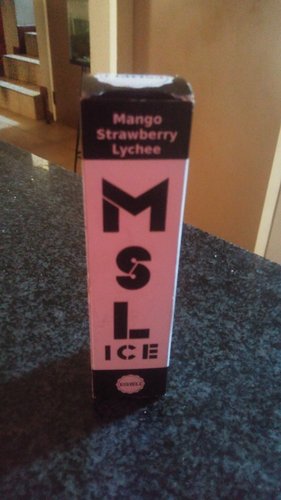 Mango
Strawberry
Lychee
M
S
L
ICE